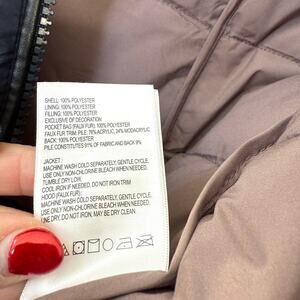 SHELL: 100% POLYESTER
LINING: 100% POLYESTER
FILLING: 100% POLYESTER
EXCLUSIVE OF DECORATION
POCKET BAG (FAUX FUR): 100% POLYESTER
FAUX FUR TRIM: PILE: 76% ACRYLIC, 24% MODACRYLIC
BACK: 100% POLYESTER
PILE CONSTITUTES 91% OF FABRIC AND BACK 9%
JACKET:
MACHINE WASH COLD SEPARATELY, GENTLE CYCLE.
USE ONLY NON-CHLORINE BLEACH WHEN NEEDED.
TUMBLE DRY LOW.
COOL IRON IF NEEDED, DO NOT IRON TRIM
HOOD (FAUX FUR):
MACHINE WASH COLD SEPARATELY, GENTLE CYCLE.
USE ONLY NON-CHLORINE BLEACH WHEN NEEDED.
LINE DRY, DO NOT IRON